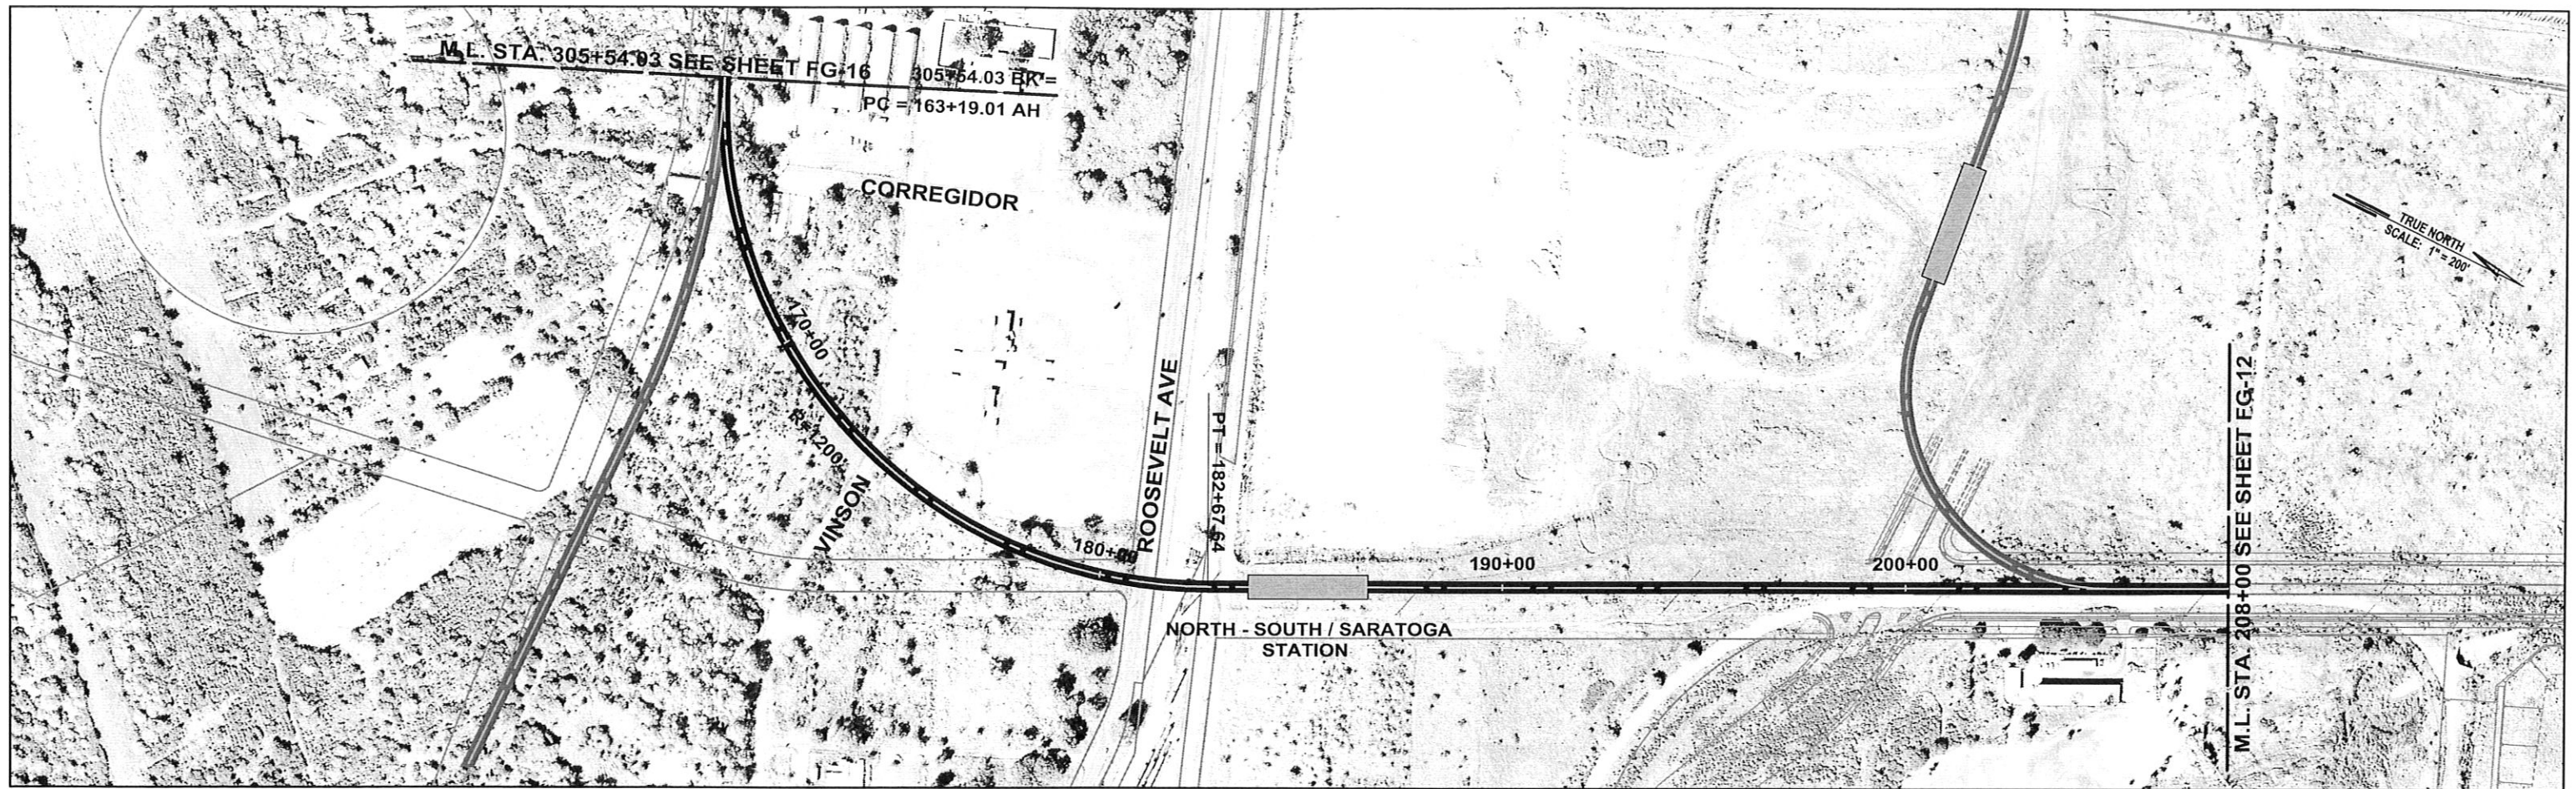 M.L. STA. 305+54.03 SEE SHEET FG-16
305+54.03 BK =
PC = 163+19.01 AH
CORREGIDOR
170+00
R=1200'
VINSON
180+00
ROOSEVELT AVE
PT = 182+67.64
NORTH - SOUTH / SARATOGA
STATION
190+00
200+00
M.L. STA. 208+00 SEE SHEET FG-12
TRUE NORTH
SCALE: 1" = 200'